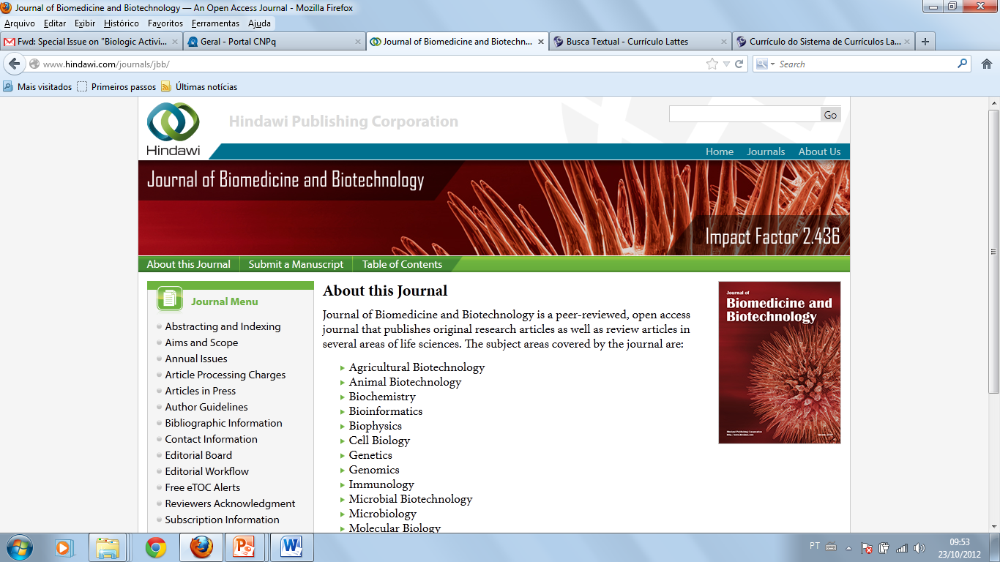 Journal of Biomedicine and Biotechnology — An Open Access Journal - Mozilla Firefox
Arquivo Editar Exibir Histórico Favoritos Ferramentas Ajuda
Fwd: Special Issue on "Biologic Activi... Geral - Portal CNPq Journal of Biomedicine and Biotechn... Busca Textual - Currículo Lattes Currículo do Sistema de Currículos La...
www.hindawi.com/journals/jbb/ Search
Mais visitados Primeiros passos Últimas notícias
Hindawi Publishing Corporation
Go
Hindawi
Home Journals About Us
Journal of Biomedicine and Biotechnology
Impact Factor 2.436
About this Journal Submit a Manuscript Table of Contents
Journal Menu
Abstracting and Indexing
Aims and Scope
Annual Issues
Article Processing Charges
Articles in Press
Author Guidelines
Bibliographic Information
Contact Information
Editorial Board
Editorial Workflow
Free eTOC Alerts
Reviewers Acknowledgment
Subscription Information
About this Journal
Journal of Biomedicine and Biotechnology is a peer-reviewed, open access
journal that publishes original research articles as well as review articles in
several areas of life sciences. The subject areas covered by the journal are:
Agricultural Biotechnology
Animal Biotechnology
Biochemistry
Bioinformatics
Biophysics
Cell Biology
Genetics
Genomics
Immunology
Microbial Biotechnology
Microbiology
Molecular Biology
Journal of
Biomedicine and
Biotechnology
Hindawi Publishing Corporation
http://www.hindawi.com
PT
09:53
23/10/2012